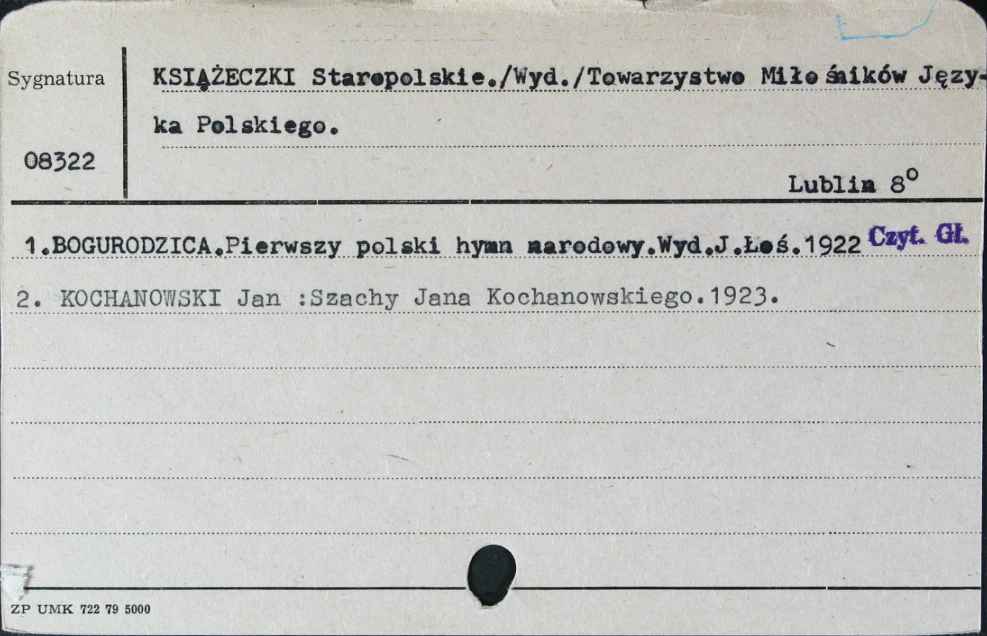 Sygnatura
08322
KSIĄŻECZKI Staropolskie./Wyd./Towarzystwo Miłośników Języ-
ka Polskiego.
Lublin 8º
1.BOGURODZICA.Pierwszy polski hymn narodowy.Wyd.J.Łoś.1922 Czyt. Gł.
2. KOCHANOWSKI Jan :Szachy Jana Kochanowskiego.1923.
ZP UMK 722 79 5000